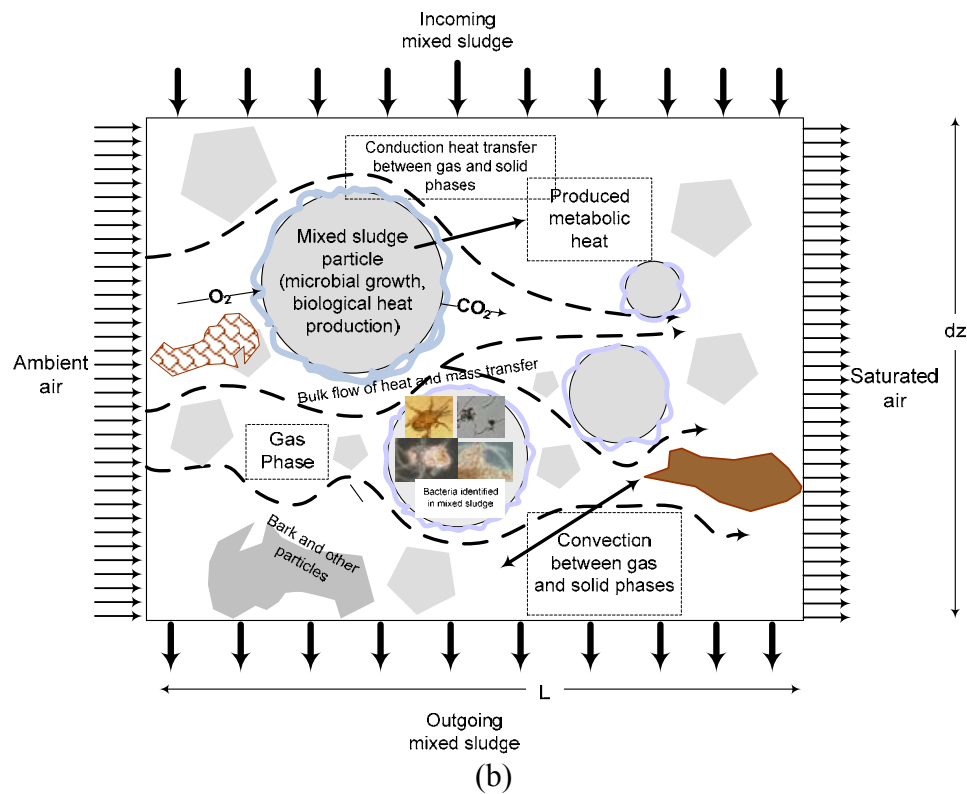 Incoming
mixed sludge
Conduction heat transfer
between gas and solid
phases
Produced
metabolic
heat
Mixed sludge
particle
(microbial growth,
biological heat
production)
O2
CO2
Ambient
air
Saturated
air
dz
Bulk flow of heat and mass transfer
Gas
Phase
Bacteria identified
in mixed sludge
Bark and other
particles
Convection
between gas
and solid phases
L
Outgoing
mixed sludge
(b)